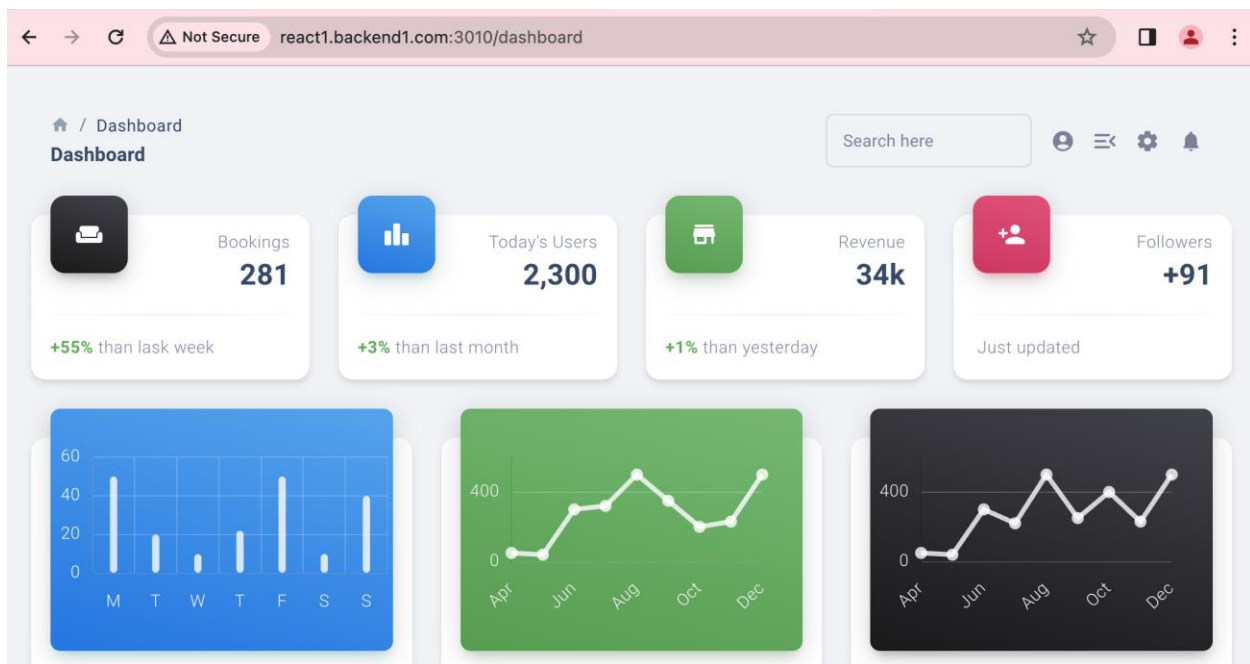 Not Secure react1.backend1.com:3010/dashboard
/ Dashboard
Dashboard
Search here
Bookings
281
+55% than lask week
Today's Users
2,300
+3% than last month
Revenue
34k
+1% than yesterday
Followers
+91
Just updated
60
40
20
0
M T W T F S S
400
0
Apr Jun Aug Oct Dec
400
0
Apr Jun Aug Oct Dec